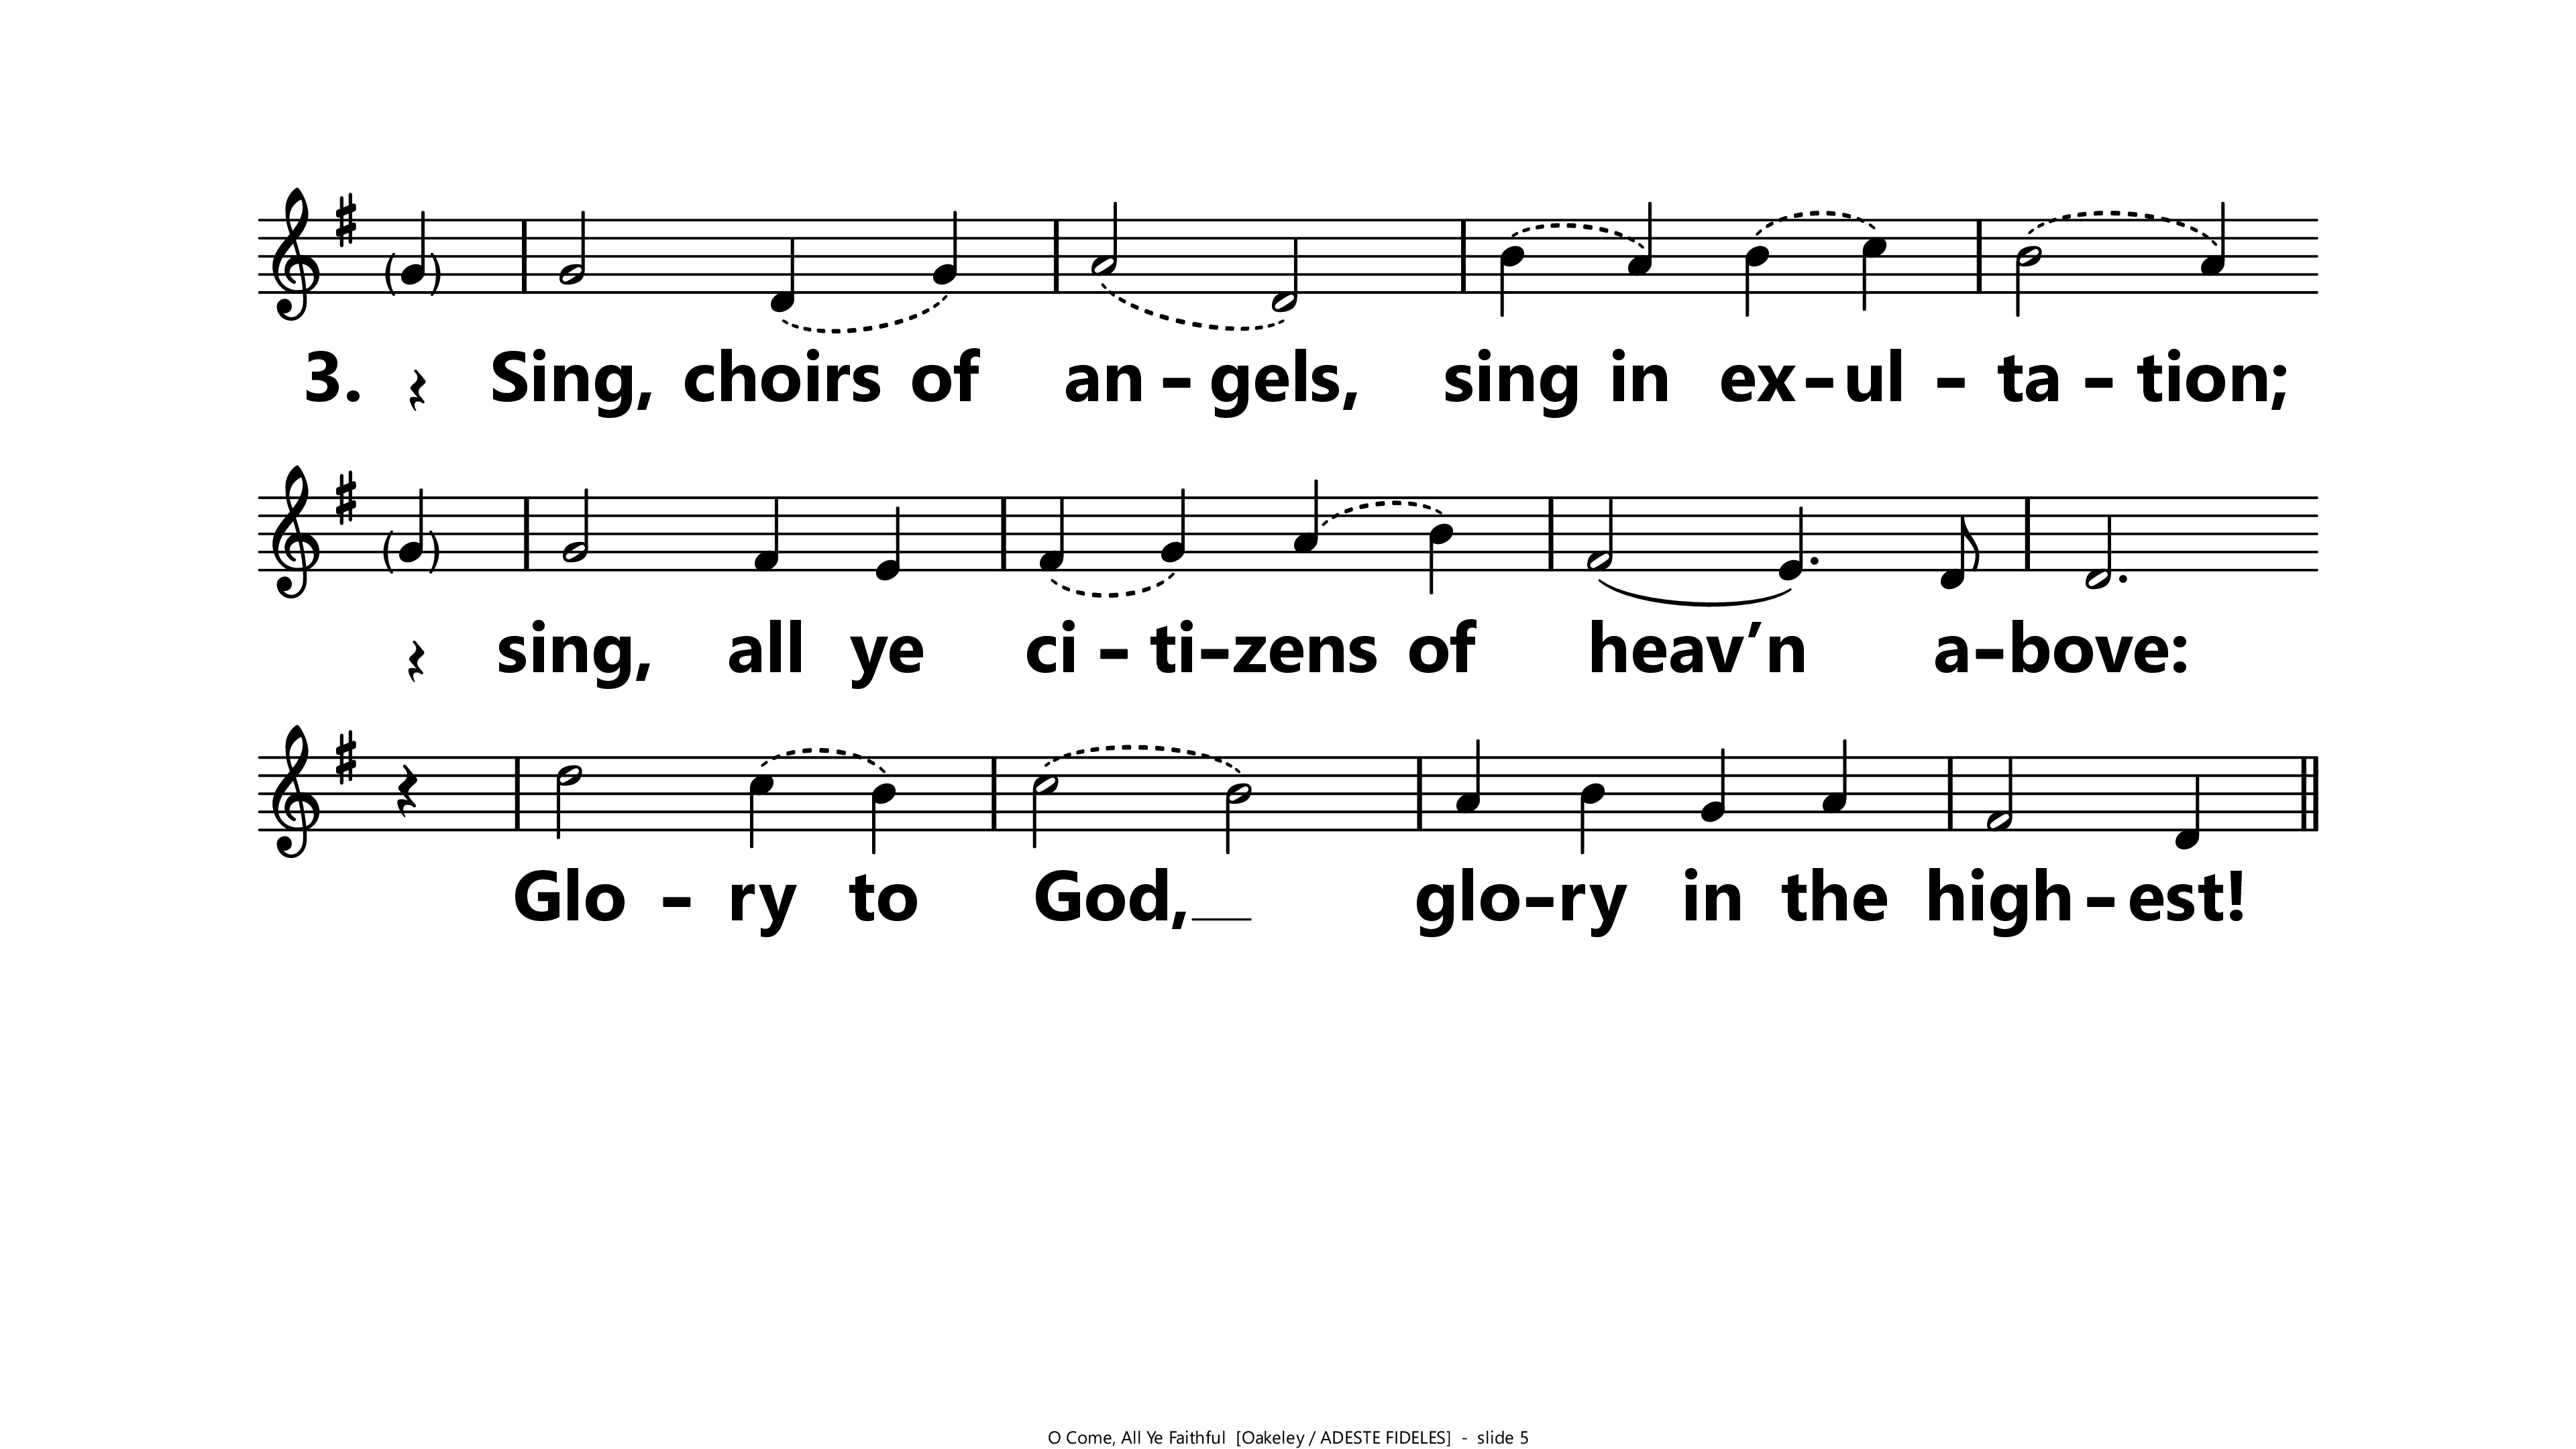 3. Sing, choirs of an - gels, sing in ex - ul - ta - tion;
sing, all ye ci - ti - zens of heav’n a - bove:
Glo - ry to God,__ glo - ry in the high - est!
O Come, All Ye Faithful [Oakeley / ADESTE FIDELES] - slide 5